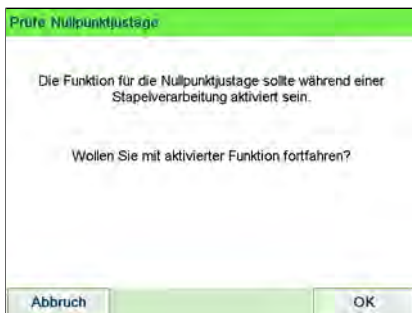 Prüfe Nullpunktjustage
Die Funktion für die Nullpunktjustage sollte während einer
Stapelverarbeitung aktiviert sein.
Wollen Sie mit aktivierter Funktion fortfahren?
Abbruch
OK